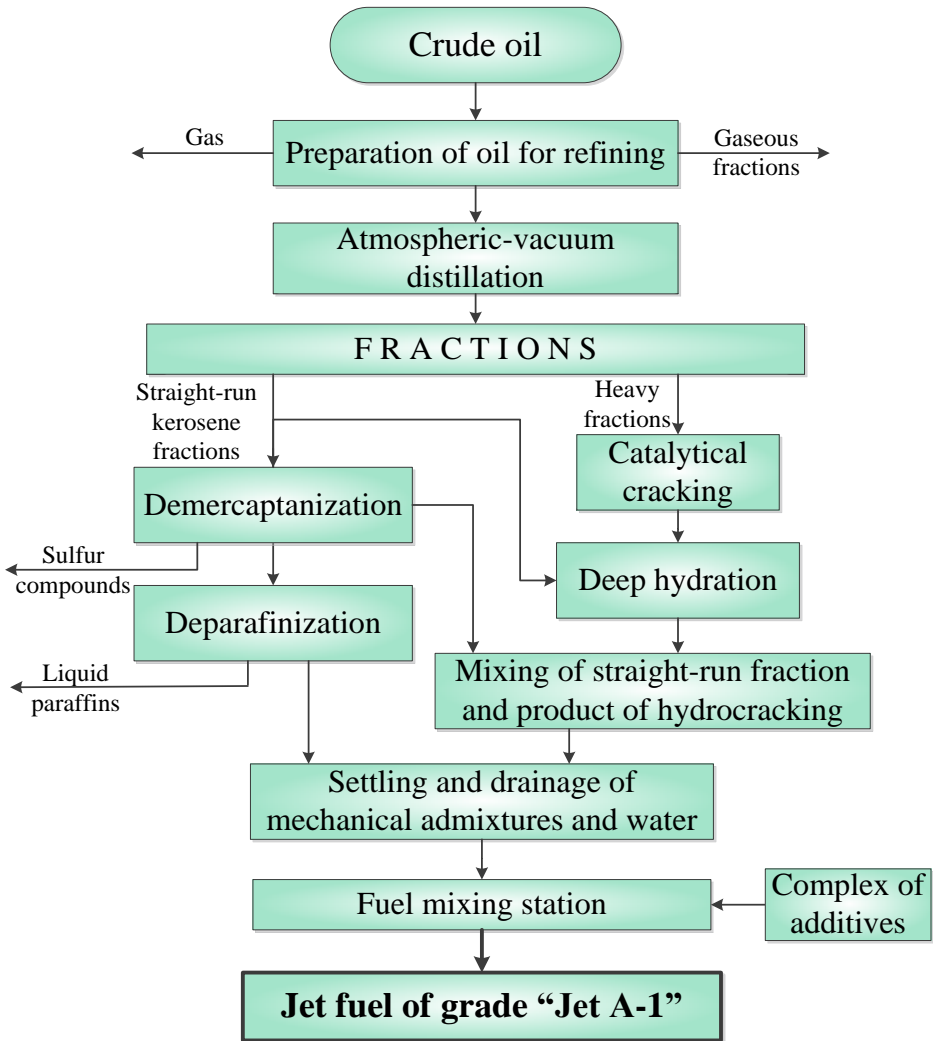 Crude oil
Gas
Preparation of oil for refining
Gaseous
fractions
Atmospheric-vacuum
distillation
F R A C T I O N S
Straight-run
kerosene
fractions
Heavy
fractions
Catalytical
cracking
Demercaptanization
Sulfur
compounds
Deep hydration
Deparafinization
Liquid
paraffins
Mixing of straight-run fraction
and product of hydrocracking
Settling and drainage of
mechanical admixtures and water
Fuel mixing station
Complex of
additives
Jet fuel of grade “Jet A-1”